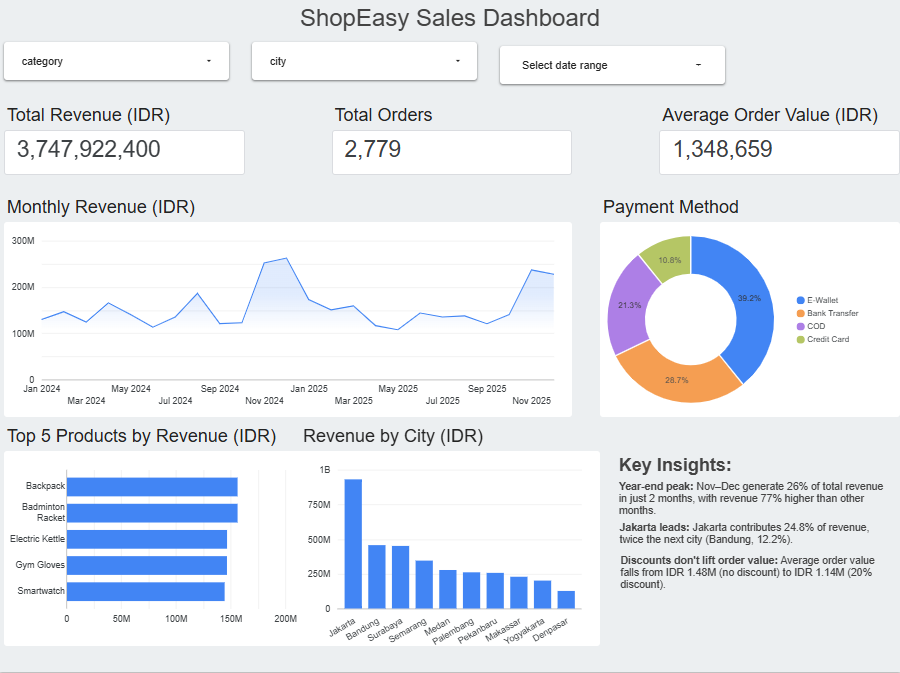 ShopEasy Sales Dashboard
category
city
Select date range
Total Revenue (IDR)
3,747,922,400
Total Orders
2,779
Average Order Value (IDR)
1,348,659
Monthly Revenue (IDR)
300M
200M
100M
0
Jan 2024
Mar 2024
May 2024
Jul 2024
Sep 2024
Nov 2024
Jan 2025
Mar 2025
May 2025
Jul 2025
Sep 2025
Nov 2025
Payment Method
10.8%
39.2%
21.3%
28.7%
E-Wallet
Bank Transfer
COD
Credit Card
Top 5 Products by Revenue (IDR)
Backpack
Badminton
Racket
Electric Kettle
Gym Gloves
Smartwatch
0
50M
100M
150M
200M
Revenue by City (IDR)
1B
750M
500M
250M
0
Jakarta
Bandung
Surabaya
Semarang
Medan
Palembang
Pekanbaru
Makassar
Yogyakarta
Denpasar
Key Insights:
Year-end peak: Nov–Dec generate 26% of total revenue
in just 2 months, with revenue 77% higher than other
months.
Jakarta leads: Jakarta contributes 24.8% of revenue,
twice the next city (Bandung, 12.2%).
Discounts don't lift order value: Average order value
falls from IDR 1.48M (no discount) to IDR 1.14M (20%
discount).